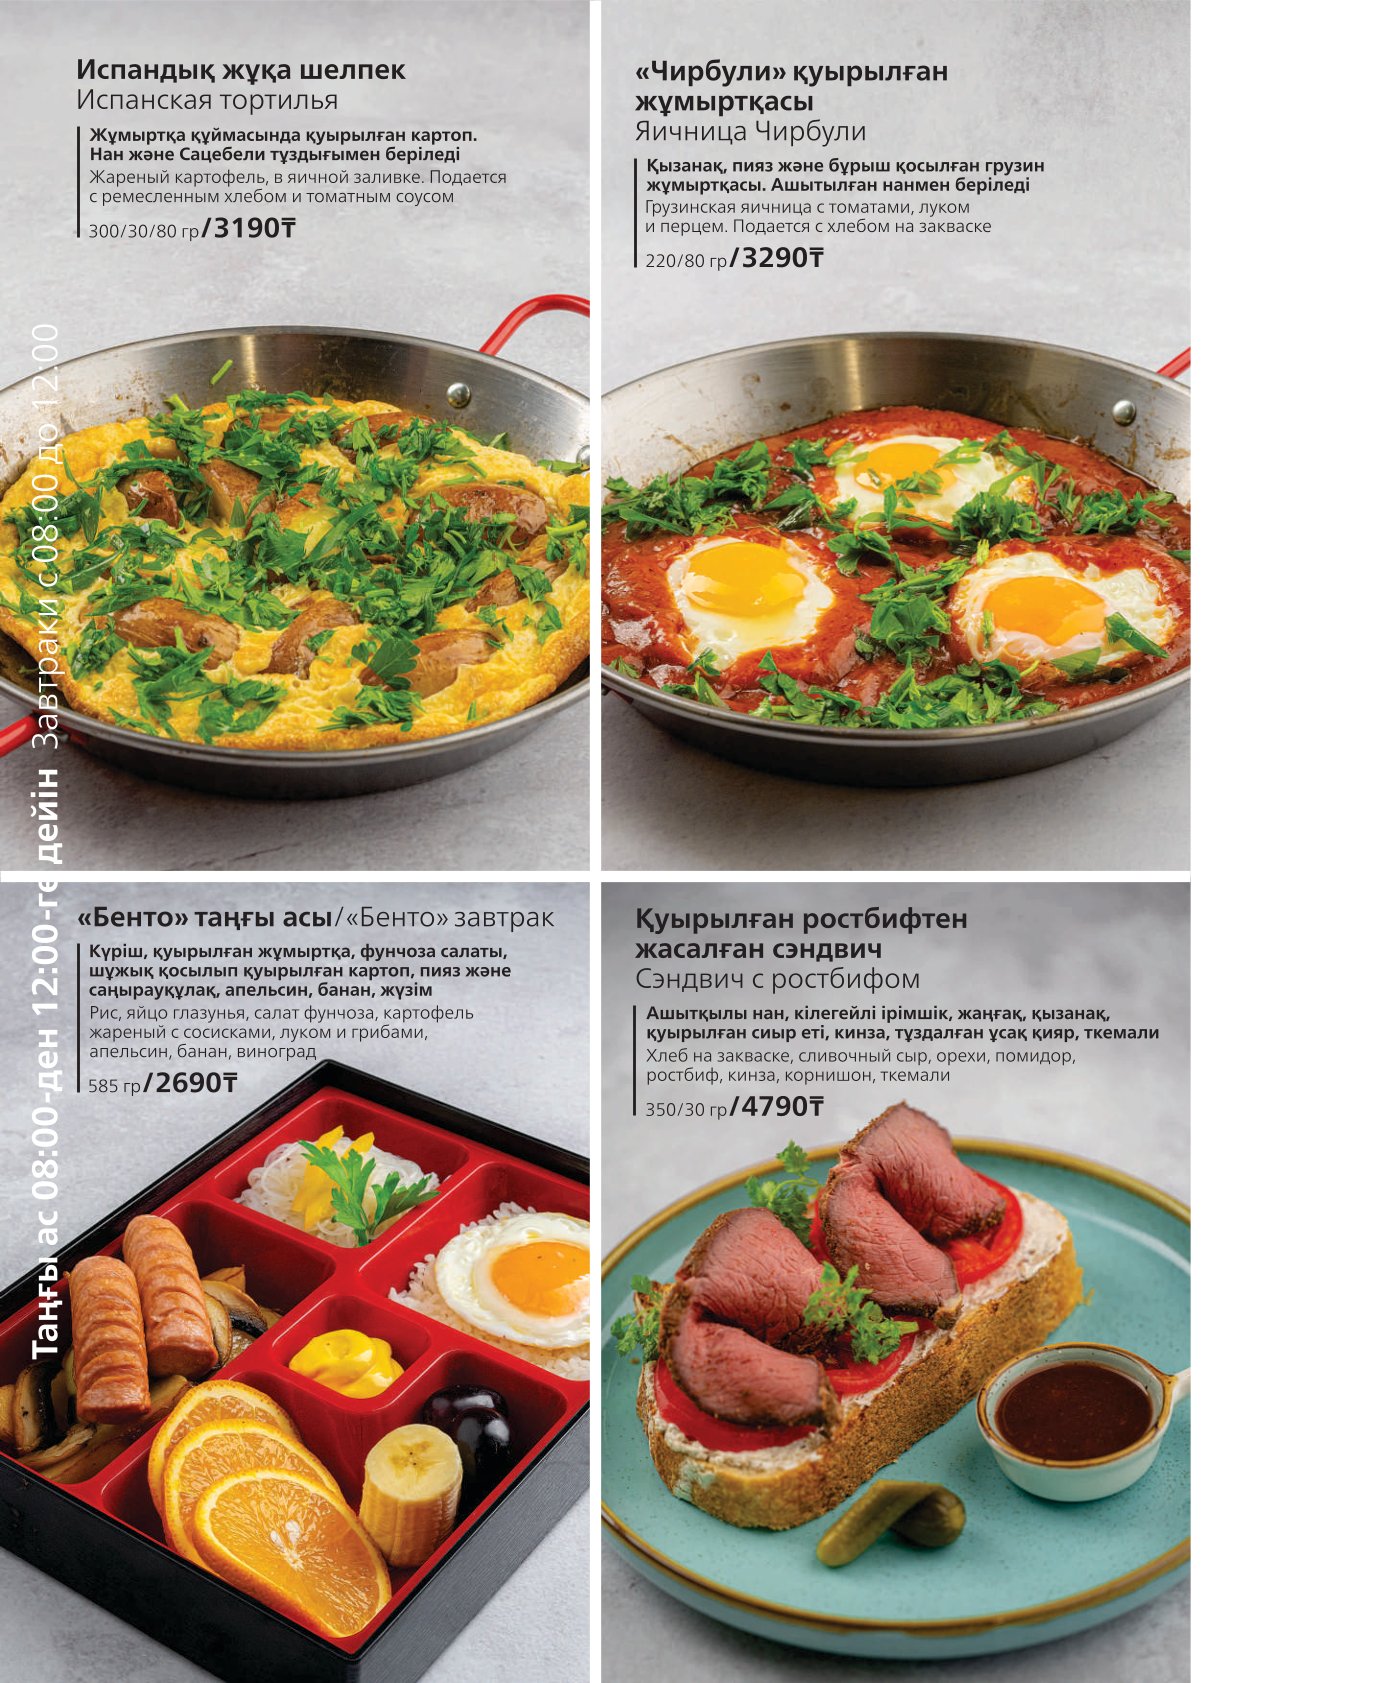 Испандық жұқа шелпек
Испанская тортилья
Жұмыртқа құймасында қуырылған картоп.
Нан және Сацебели тұздығымен беріледі
Жареный картофель, в яичной заливке. Подается
с ремесленным хлебом и томатным соусом
300/30/80 гр/3190₸
«Чирбули» қуырылған
жұмыртқасы
Яичница Чирбули
Қызанақ, пияз және бұрыш қосылған грузин
жұмыртқасы. Ашытылған нанмен беріледі
Грузинская яичница с томатами, луком
и перцем. Подается с хлебом на закваске
220/80 гр/3290₸
Таңғы ас 08:00-ден 12:00-ге дейін Завтраки с 08:00 до 12:00
«Бенто» таңғы асы/«Бенто» завтрак
Күріш, қуырылған жұмыртқа, фунчоза салаты,
шұжық қосылып қуырылған картоп, пияз және
саңырауқұлақ, апельсин, банан, жүзім
Рис, яйцо глазунья, салат фунчоза, картофель
жареный с сосисками, луком и грибами,
апельсин, банан, виноград
585 гр/2690₸
Қуырылған ростбифтен
жасалған сэндвич
Сэндвич с ростбифом
Ашытқылы нан, кілегейлі ірімшік, жаңғақ, қызанақ,
қуырылған сиыр еті, кинза, тұздалған ұсақ қияр, ткемали
Хлеб на закваске, сливочный сыр, орехи, помидор,
ростбиф, кинза, корнишон, ткемали
350/30 гр/4790₸